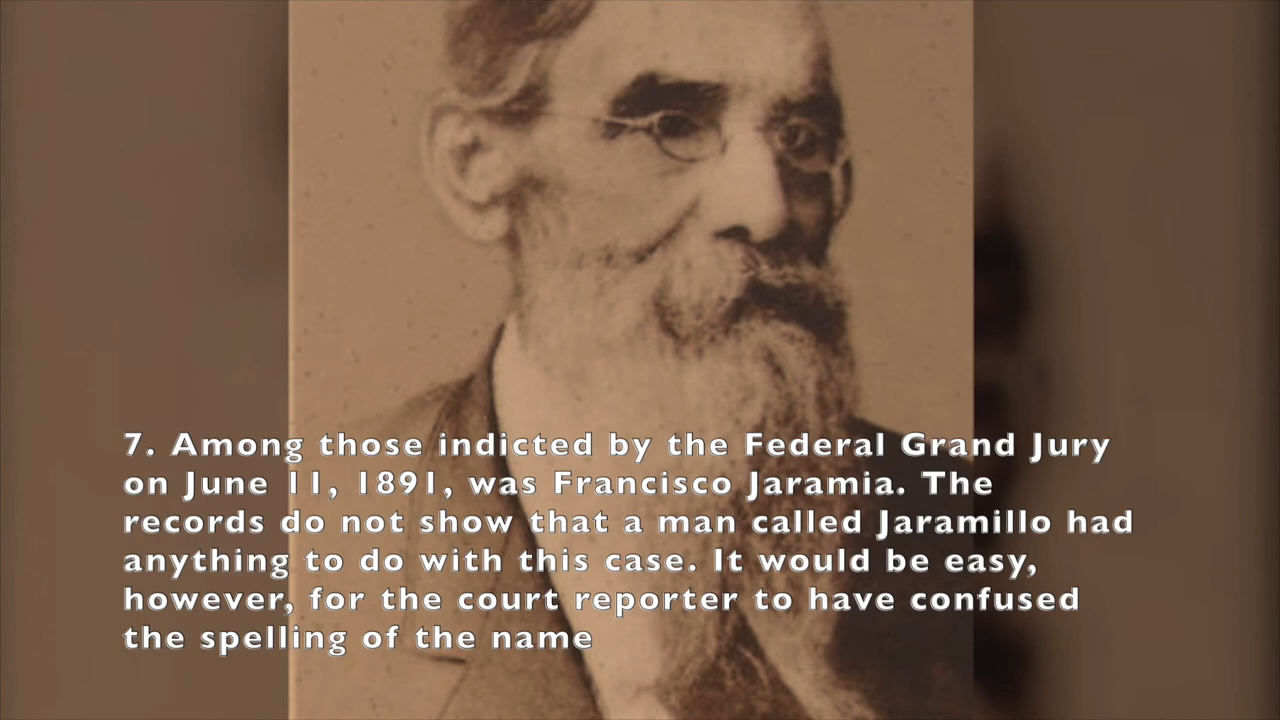 7. Among those indicted by the Federal Grand Jury
on June 11, 1891, was Francisco Jaramia. The
records do not show that a man called Jaramillo had
anything to do with this case. It would be easy,
however, for the court reporter to have confused
the spelling of the name